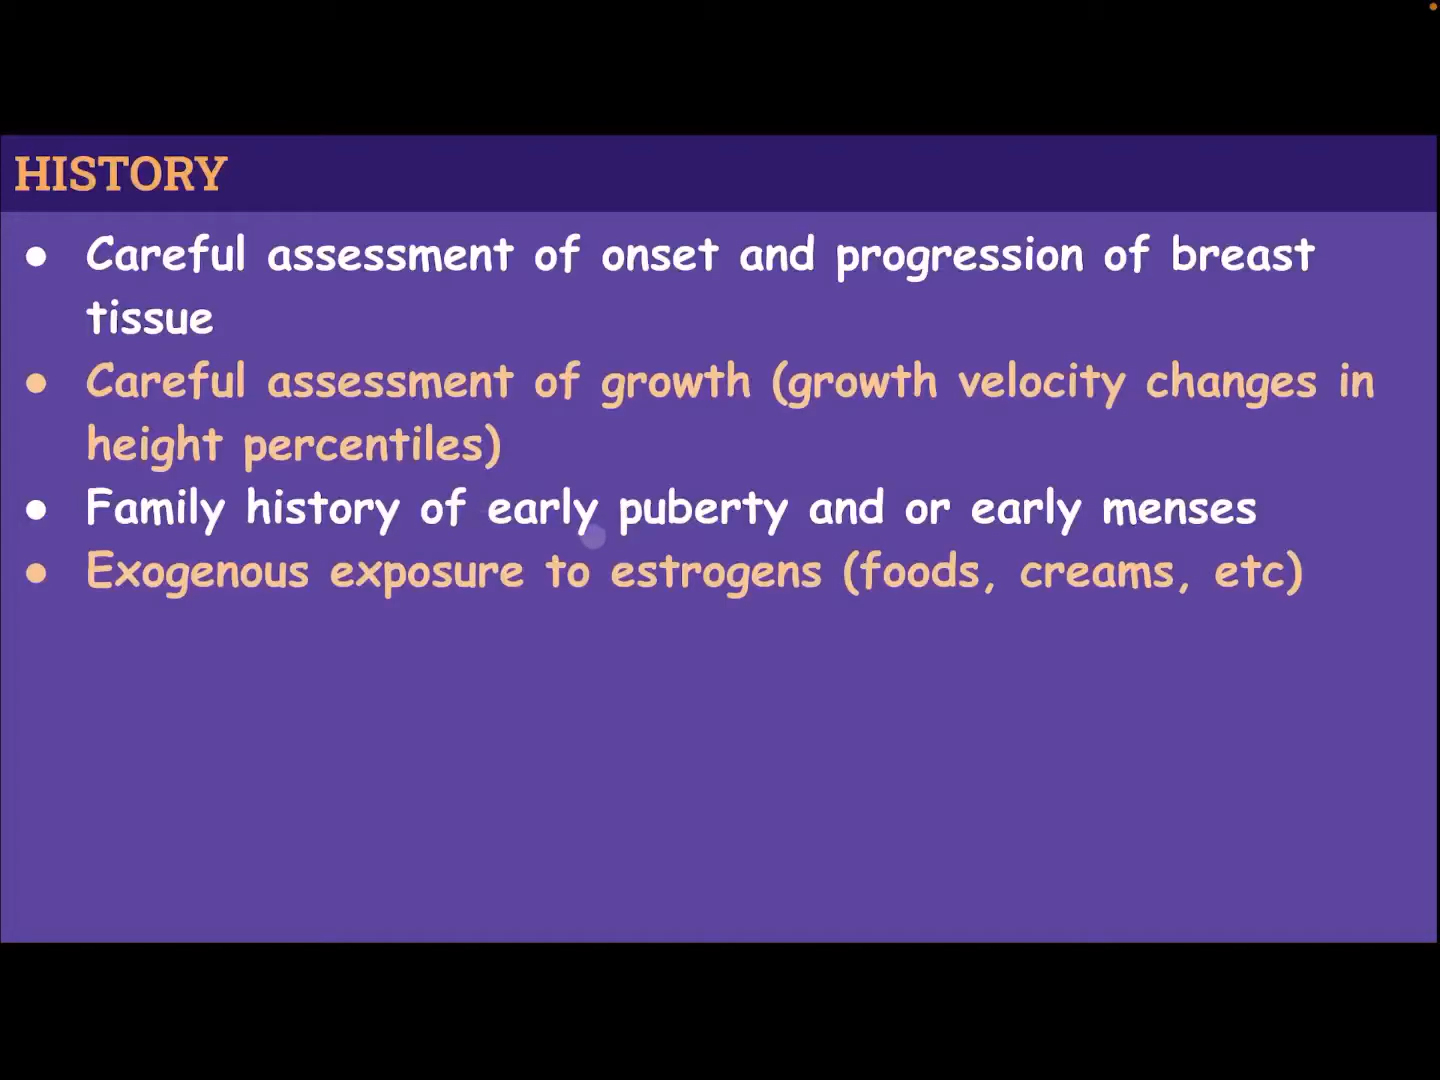 HISTORY
● Careful assessment of onset and progression of breast
tissue
● Careful assessment of growth (growth velocity changes in
height percentiles)
● Family history of early puberty and or early menses
● Exogenous exposure to estrogens (foods, creams, etc)